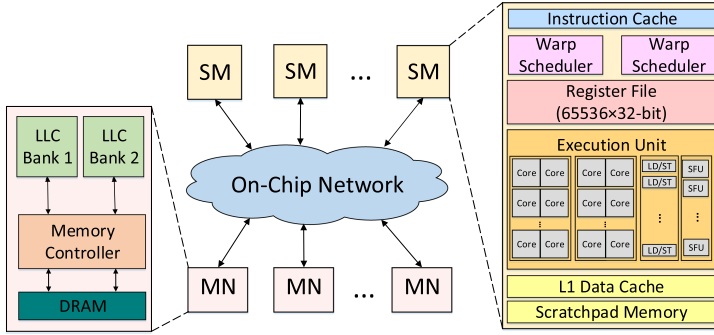 SM
SM
...
SM
LLC
Bank 1
LLC
Bank 2
Memory
Controller
DRAM
On-Chip Network
MN
MN
...
MN
Instruction Cache
Warp
Scheduler
Warp
Scheduler
Register File
(65536×32-bit)
Execution Unit
Core Core Core Core LD/ST SFU
LD/ST SFU
Core Core Core Core
... ... ... ...
Core Core Core Core LD/ST SFU
L1 Data Cache
Scratchpad Memory